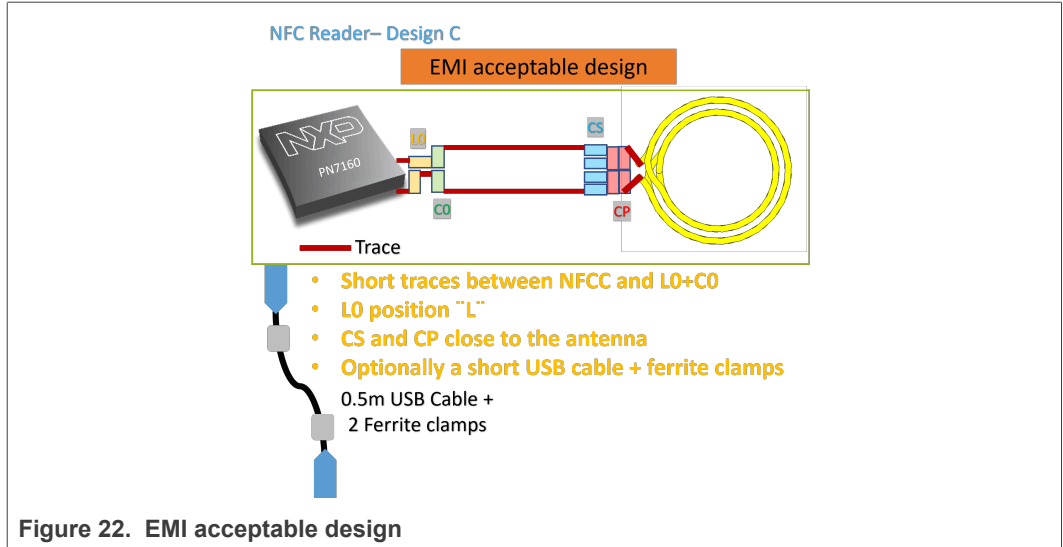 NFC Reader– Design C
EMI acceptable design
NXP
PN7160
L0
CS
C0
CP
Trace
• Short traces between NFCC and L0+C0
• L0 position ¨L¨
• CS and CP close to the antenna
• Optionally a short USB cable + ferrite clamps
0.5m USB Cable +
2 Ferrite clamps
Figure 22. EMI acceptable design